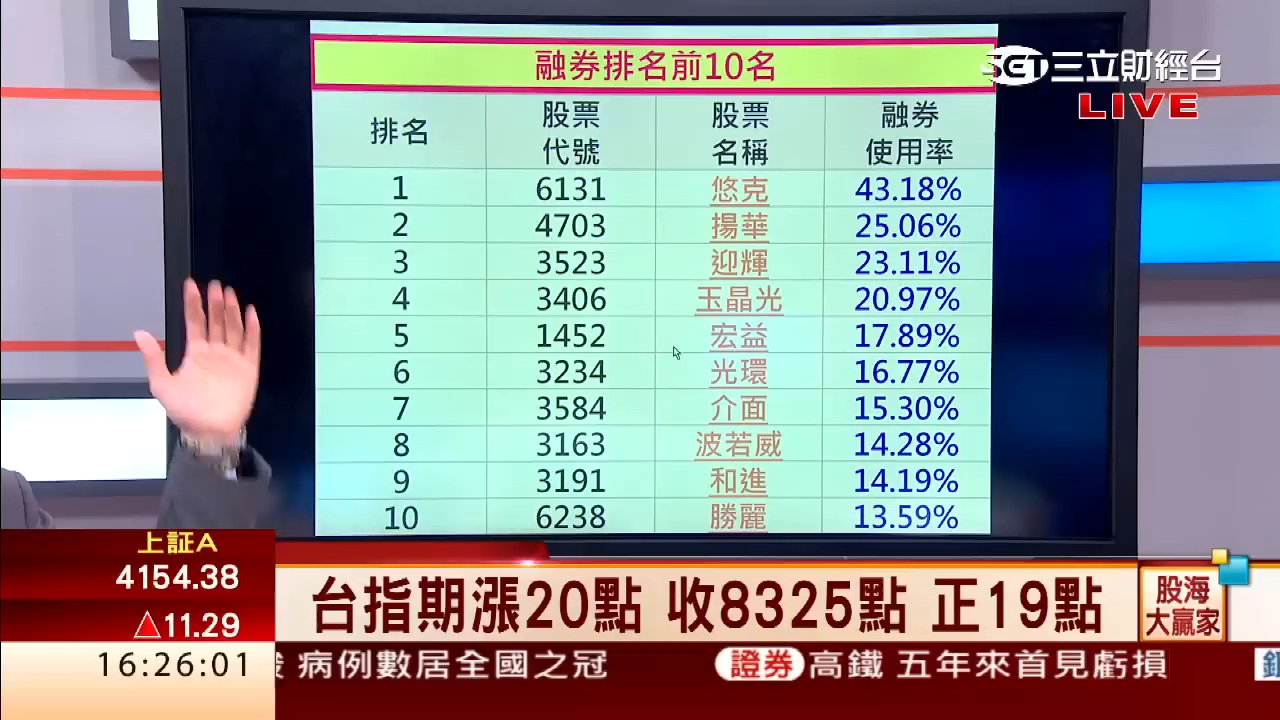 融券排名前10名
SET三立財經台
LIVE
排名 股票代號 股票名稱 融券使用率
1 6131 悠克 43.18%
2 4703 揚華 25.06%
3 3523 迎輝 23.11%
4 3406 玉晶光 20.97%
5 1452 宏益 17.89%
6 3234 光環 16.77%
7 3584 介面 15.30%
8 3163 波若威 14.28%
9 3191 和進 14.19%
10 6238 勝麗 13.59%
上証A
4154.38
△11.29
16:26:01
台指期漲20點 收8325點 正19點
股海
大贏家
病例數居全國之冠 證券 高鐵 五年來首見虧損